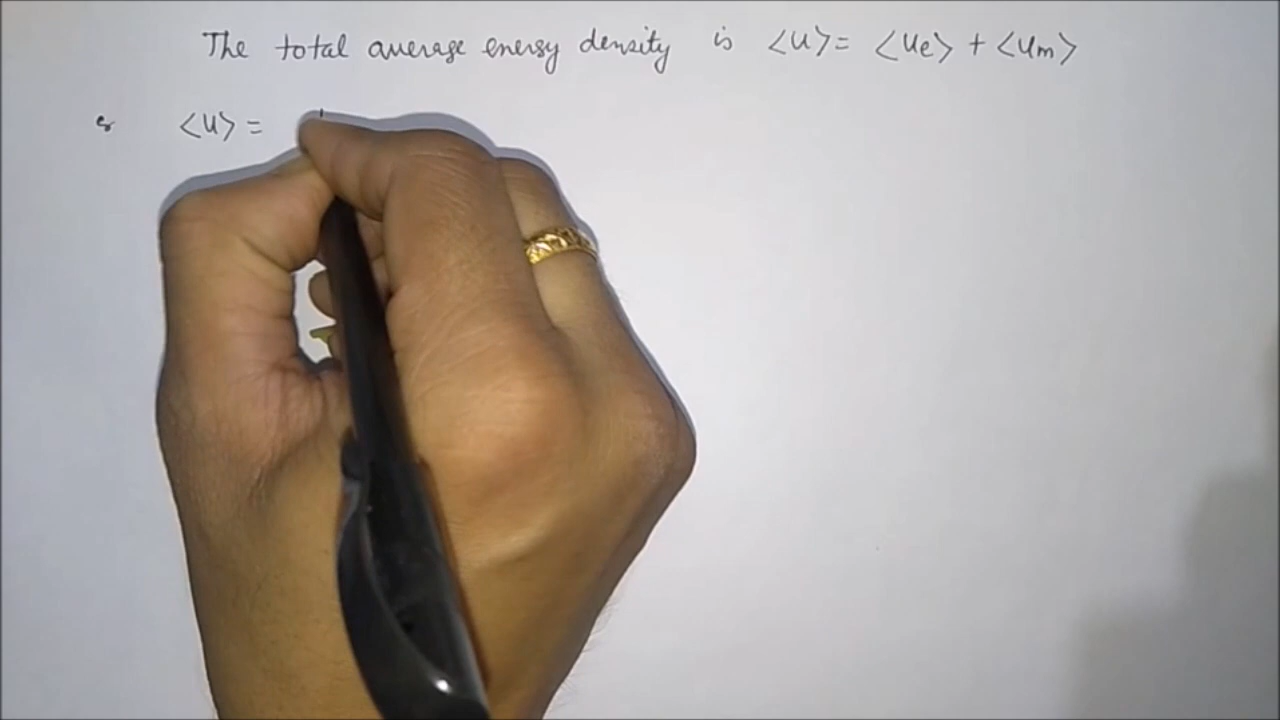 The total average energy density is <u> = <ue> + <um>
<u> =